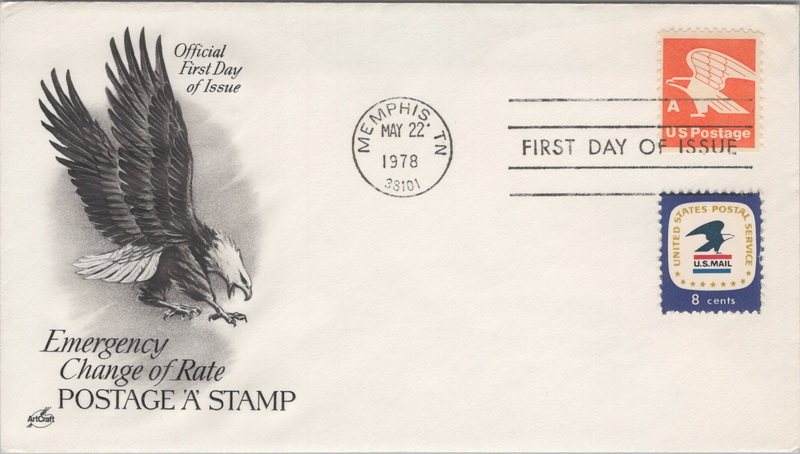 Official
First Day
of Issue
Emergency
Change of Rate
POSTAGE 'A' STAMP
ArtCraft
MEMPHIS, TN
MAY 22
1978
38101
FIRST DAY OF ISSUE
A
US Postage
UNITED STATES POSTAL SERVICE
U.S. MAIL
8 cents